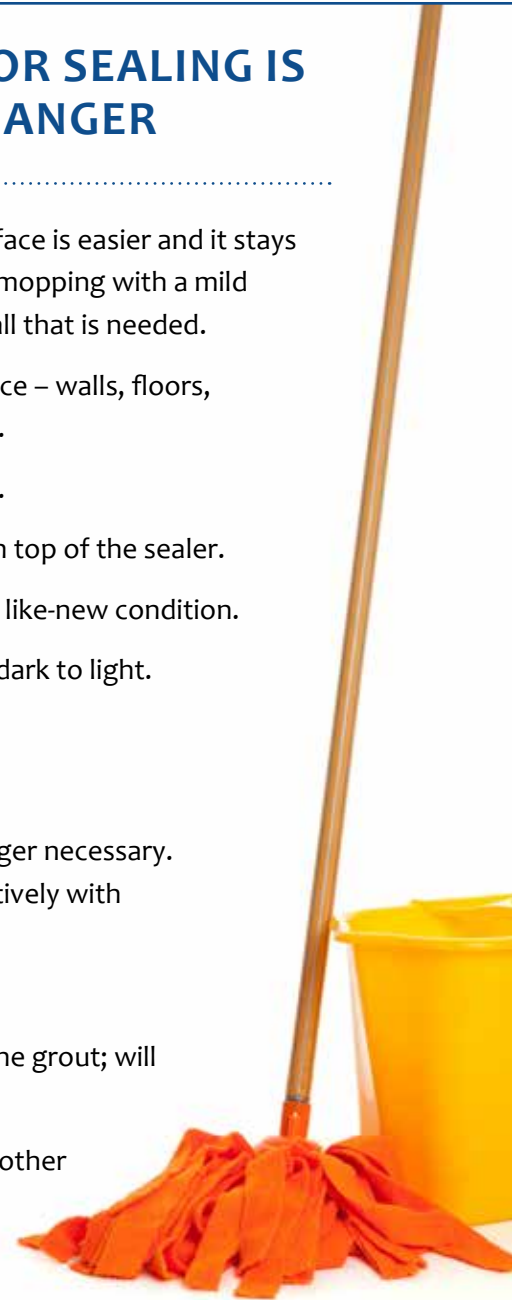 OR SEALING IS
ANGER
face is easier and it stays
mopping with a mild
all that is needed.
ce – walls, floors,
.
.
n top of the sealer.
like-new condition.
dark to light.
ger necessary.
tively with
he grout; will
other